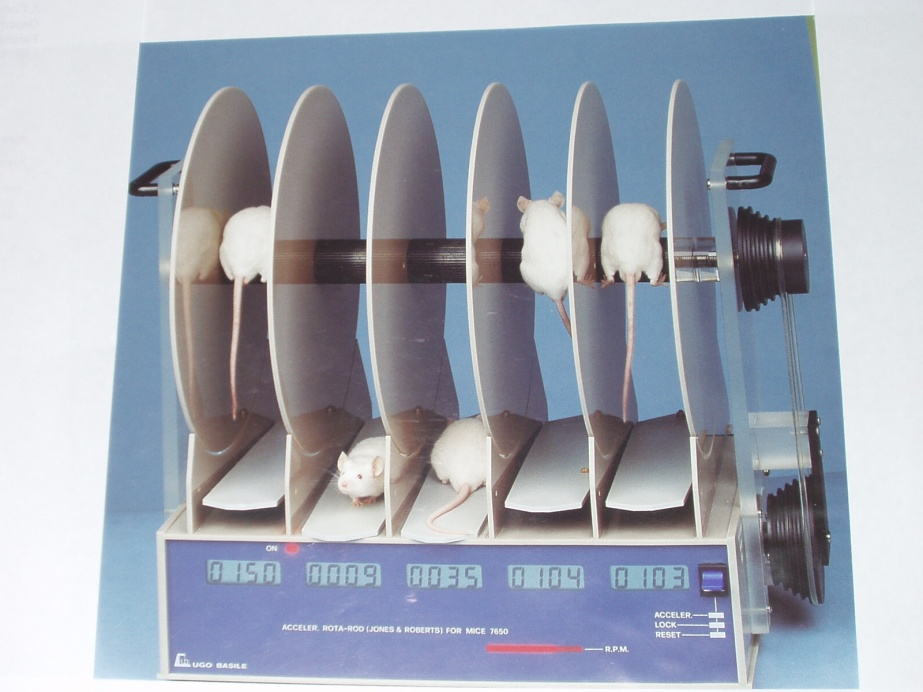 ON
0150 0009 0035 0104 0103
ACCELER. ROTA-ROD (JONES & ROBERTS) FOR MICE 7650
ACCELER.
LOCK
RESET
R.P.M.
UGO BASILE